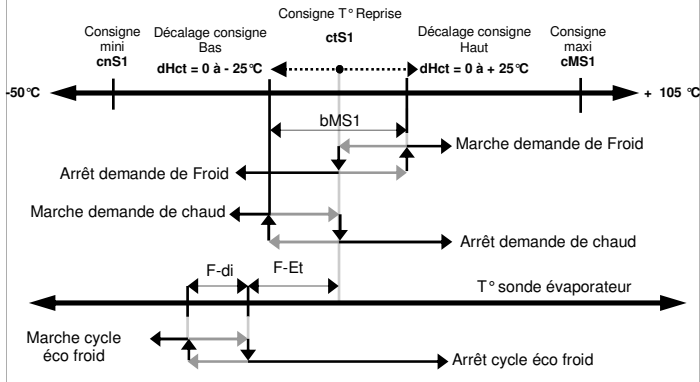 Consigne T° Reprise
ctS1
Consigne
mini
cnS1
Décalage consigne
Bas
dHct = 0 à - 25°C
Décalage consigne
Haut
dHct = 0 à + 25°C
Consigne
maxi
cMS1
-50°C
+ 105 °C
bMS1
Marche demande de Froid
Arrêt demande de Froid
Marche demande de chaud
Arrêt demande de chaud
F-di
F-Et
T° sonde évaporateur
Marche cycle
éco froid
Arrêt cycle éco froid